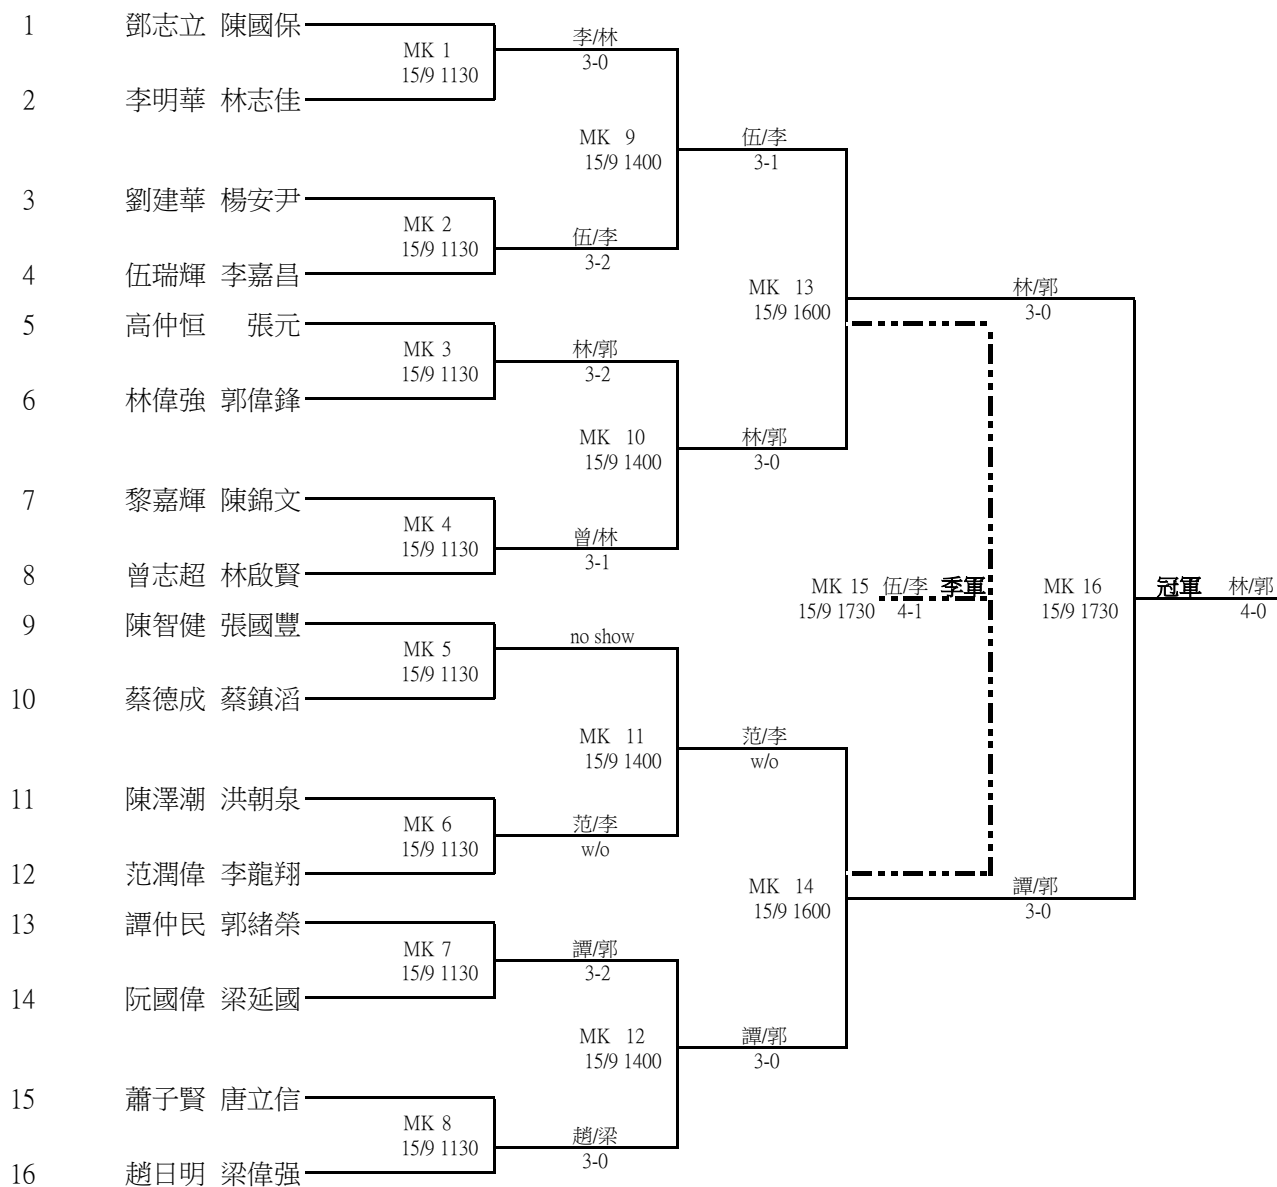 1 鄧志立 陳國保
李/林
MK 1
3-0
15/9 1130
2 李明華 林志佳
MK 9
伍/李
15/9 1400
3-1
3 劉建華 楊安尹
MK 2
伍/李
15/9 1130
3-2
4 伍瑞輝 李嘉昌
MK 13
林/郭
15/9 1600
3-0
5 高仲恒 張元
MK 3
林/郭
15/9 1130
3-2
6 林偉強 郭偉鋒
MK 10
林/郭
15/9 1400
3-0
7 黎嘉輝 陳錦文
MK 4
曾/林
15/9 1130
3-1
8 曾志超 林啟賢
MK 15 伍/李 季軍
MK 16
冠軍 林/郭
15/9 1730 4-1
15/9 1730
4-0
9 陳智健 張國豐
no show
MK 5
15/9 1130
10 蔡德成 蔡鎮滔
MK 11
范/李
15/9 1400
w/o
11 陳澤潮 洪朝泉
MK 6
范/李
15/9 1130
w/o
12 范潤偉 李龍翔
MK 14
譚/郭
15/9 1600
3-0
13 譚仲民 郭緒榮
MK 7
譚/郭
15/9 1130
3-2
14 阮國偉 梁延國
MK 12
譚/郭
15/9 1400
3-0
15 蕭子賢 唐立信
MK 8
趙/梁
15/9 1130
3-0
16 趙日明 梁偉强